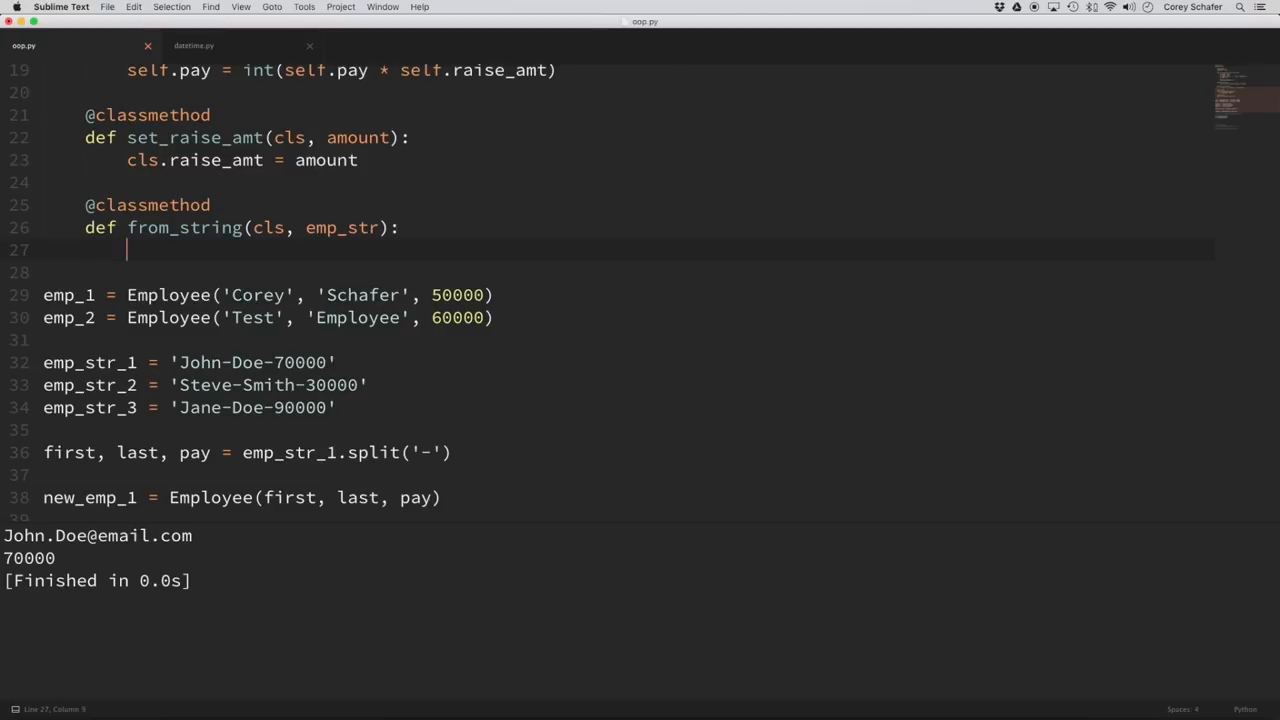 Sublime Text File Edit Selection Find View Goto Tools Project Window Help Corey Schafer
oop.py
oop.py datetime.py
19 self.pay = int(self.pay * self.raise_amt)
20
21 @classmethod
22 def set_raise_amt(cls, amount):
23 cls.raise_amt = amount
24
25 @classmethod
26 def from_string(cls, emp_str):
27
28
29 emp_1 = Employee('Corey', 'Schafer', 50000)
30 emp_2 = Employee('Test', 'Employee', 60000)
31
32 emp_str_1 = 'John-Doe-70000'
33 emp_str_2 = 'Steve-Smith-30000'
34 emp_str_3 = 'Jane-Doe-90000'
35
36 first, last, pay = emp_str_1.split('-')
37
38 new_emp_1 = Employee(first, last, pay)
39
John.Doe@email.com
70000
[Finished in 0.0s]
Line 27, Column 9 Spaces: 4 Python